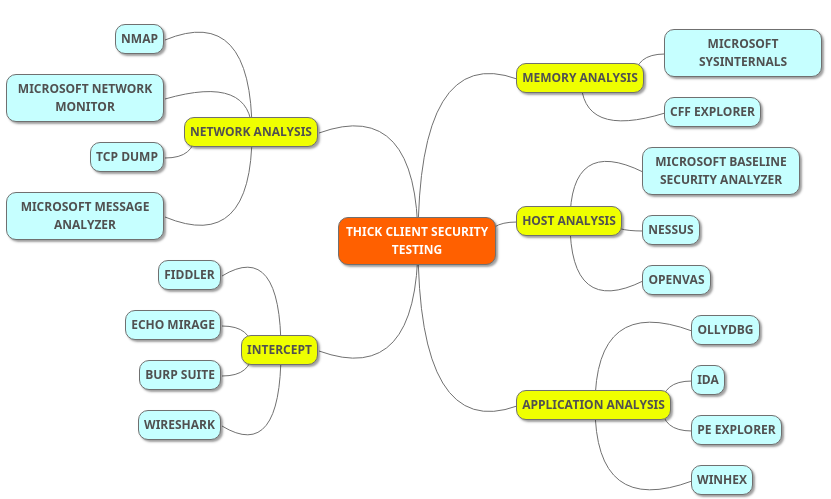 THICK CLIENT SECURITY
TESTING
NETWORK ANALYSIS
NMAP
MICROSOFT NETWORK
MONITOR
TCP DUMP
MICROSOFT MESSAGE
ANALYZER
INTERCEPT
FIDDLER
ECHO MIRAGE
BURP SUITE
WIRESHARK
MEMORY ANALYSIS
MICROSOFT
SYSINTERNALS
CFF EXPLORER
HOST ANALYSIS
MICROSOFT BASELINE
SECURITY ANALYZER
NESSUS
OPENVAS
APPLICATION ANALYSIS
OLLYDBG
IDA
PE EXPLORER
WINHEX